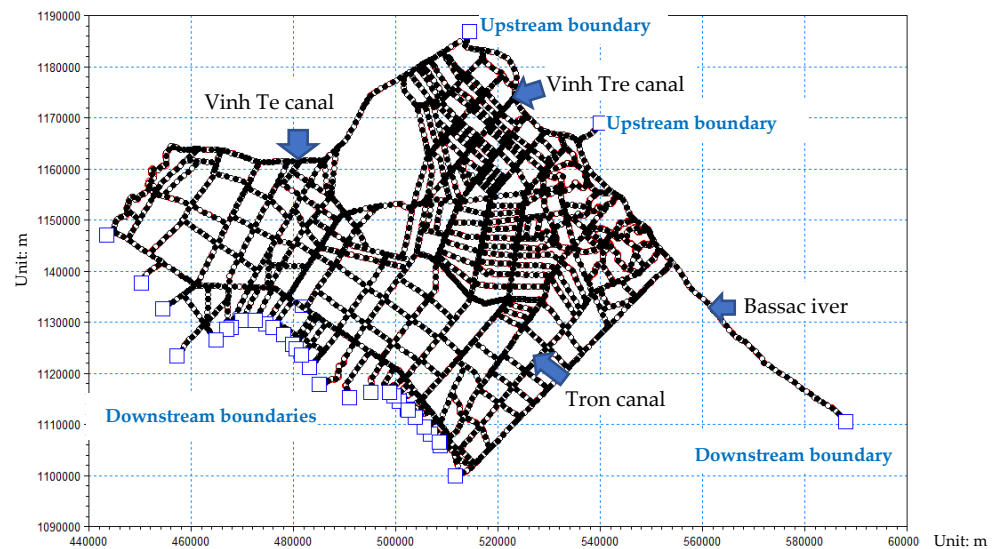 1190000
Upstream boundary
1180000
Vinh Tre canal
Vinh Te canal
1170000
Upstream boundary
1160000
1150000
Unit: m
1140000
1130000
Bassac iver
1120000
Tron canal
Downstream boundaries
1110000
Downstream boundary
1100000
1090000
440000 460000 480000 500000 520000 540000 560000 580000 60000
Unit: m